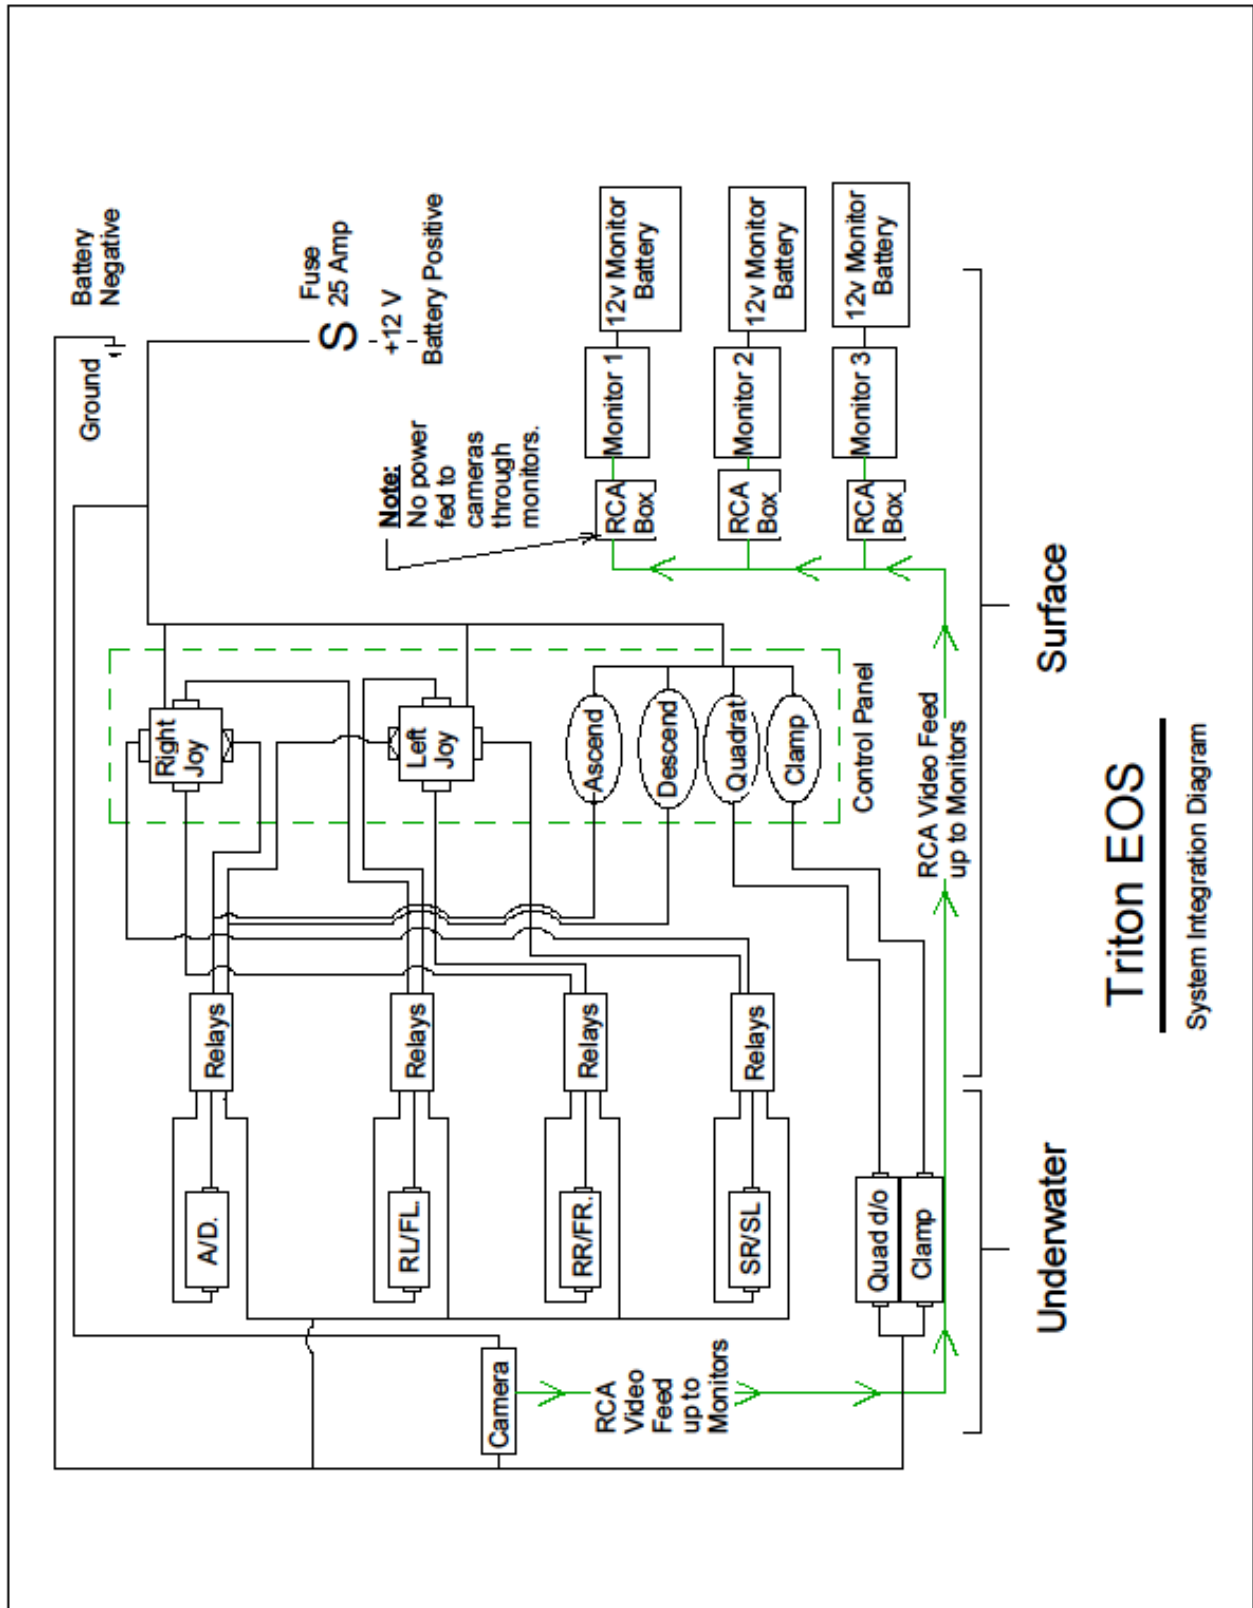 Battery
Negative
Ground
Fuse
25 Amp
S
+12 V
Battery Positive
Note:
No power
fed to
cameras
through
monitors.
12v Monitor
Battery
12v Monitor
Battery
12v Monitor
Battery
Monitor 1
Monitor 2
Monitor 3
RCA
Box
RCA
Box
RCA
Box
Right
Joy
Left
Joy
Ascend
Descend
Quadrat
Clamp
Control Panel
RCA Video Feed
up to Monitors
Relays
Relays
Relays
Relays
A/D.
RL/FL.
RR/FR.
SR/SL
Quad d/o
Clamp
Camera
RCA
Video
Feed
up to
Monitors
Underwater
Surface
Triton EOS
System Integration Diagram